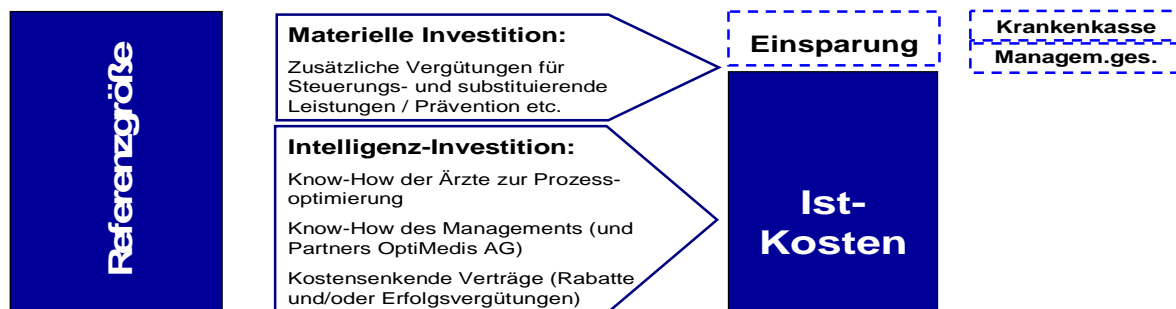 Referenzgröße
Materielle Investition:
Zusätzliche Vergütungen für
Steuerungs- und substituierende
Leistungen / Prävention etc.
Intelligenz-Investition:
Know-How der Ärzte zur Prozess-
optimierung
Know-How des Managements (und
Partners OptiMedis AG)
Kostensenkende Verträge (Rabatte
und/oder Erfolgsvergütungen)
Einsparung
Ist-
Kosten
Krankenkasse
Managem.ges.